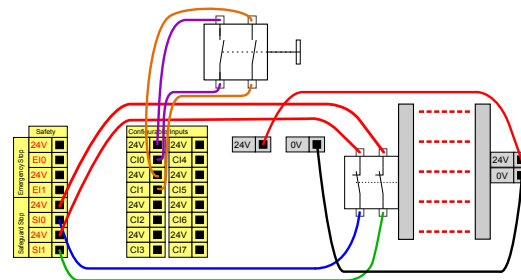 Safety
Emergency Stop
24V
EI0
24V
EI1
Safeguard Stop
24V
SI0
24V
SI1
Configurable Inputs
24V 24V
CI0 CI4
24V 24V
CI1 CI5
24V 24V
CI2 CI6
24V 24V
CI3 CI7
24V
0V
24V
0V